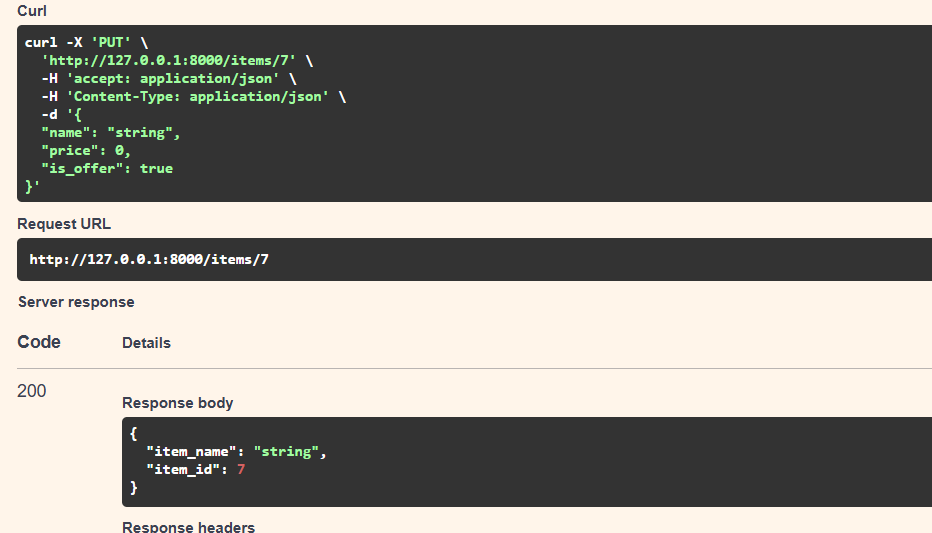 Curl
curl -X 'PUT' \
  'http://127.0.0.1:8000/items/7' \
  -H 'accept: application/json' \
  -H 'Content-Type: application/json' \
  -d '{
  "name": "string",
  "price": 0,
  "is_offer": true
}'
Request URL
http://127.0.0.1:8000/items/7
Server response
Code Details
200
Response body
{
  "item_name": "string",
  "item_id": 7
}
Response headers